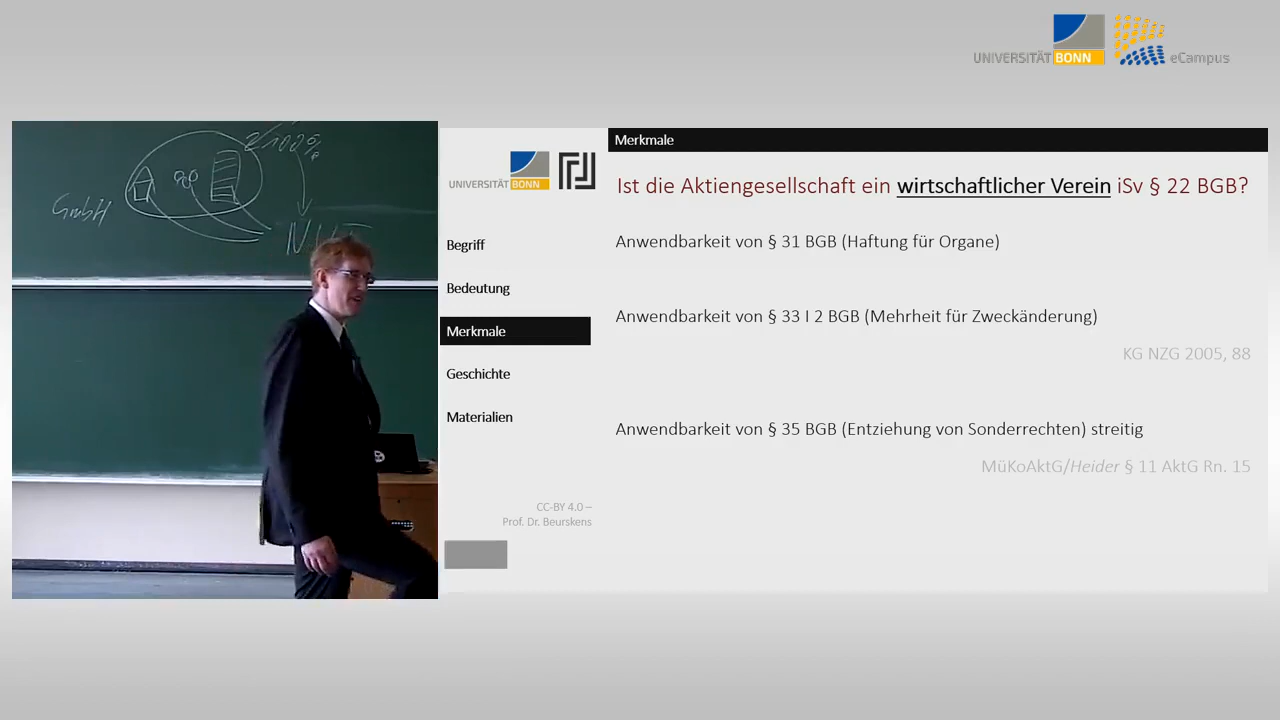 UNIVERSITÄT BONN eCampus
GmbH
100%
UNIVERSITÄT BONN
Begriff
Bedeutung
Merkmale
Geschichte
Materialien
CC-BY 4.0 –
Prof. Dr. Beurskens
Merkmale
Ist die Aktiengesellschaft ein wirtschaftlicher Verein iSv § 22 BGB?
Anwendbarkeit von § 31 BGB (Haftung für Organe)
Anwendbarkeit von § 33 I 2 BGB (Mehrheit für Zweckänderung)
KG NZG 2005, 88
Anwendbarkeit von § 35 BGB (Entziehung von Sonderrechten) streitig
MüKoAktG/Heider § 11 AktG Rn. 15